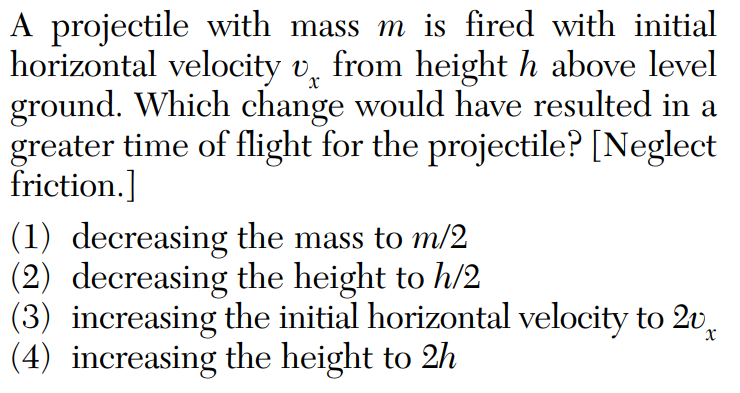 A projectile with mass m is fired with initial
horizontal velocity vx from height h above level
ground. Which change would have resulted in a
greater time of flight for the projectile? [Neglect
friction.]
(1) decreasing the mass to m/2
(2) decreasing the height to h/2
(3) increasing the initial horizontal velocity to 2vx
(4) increasing the height to 2h